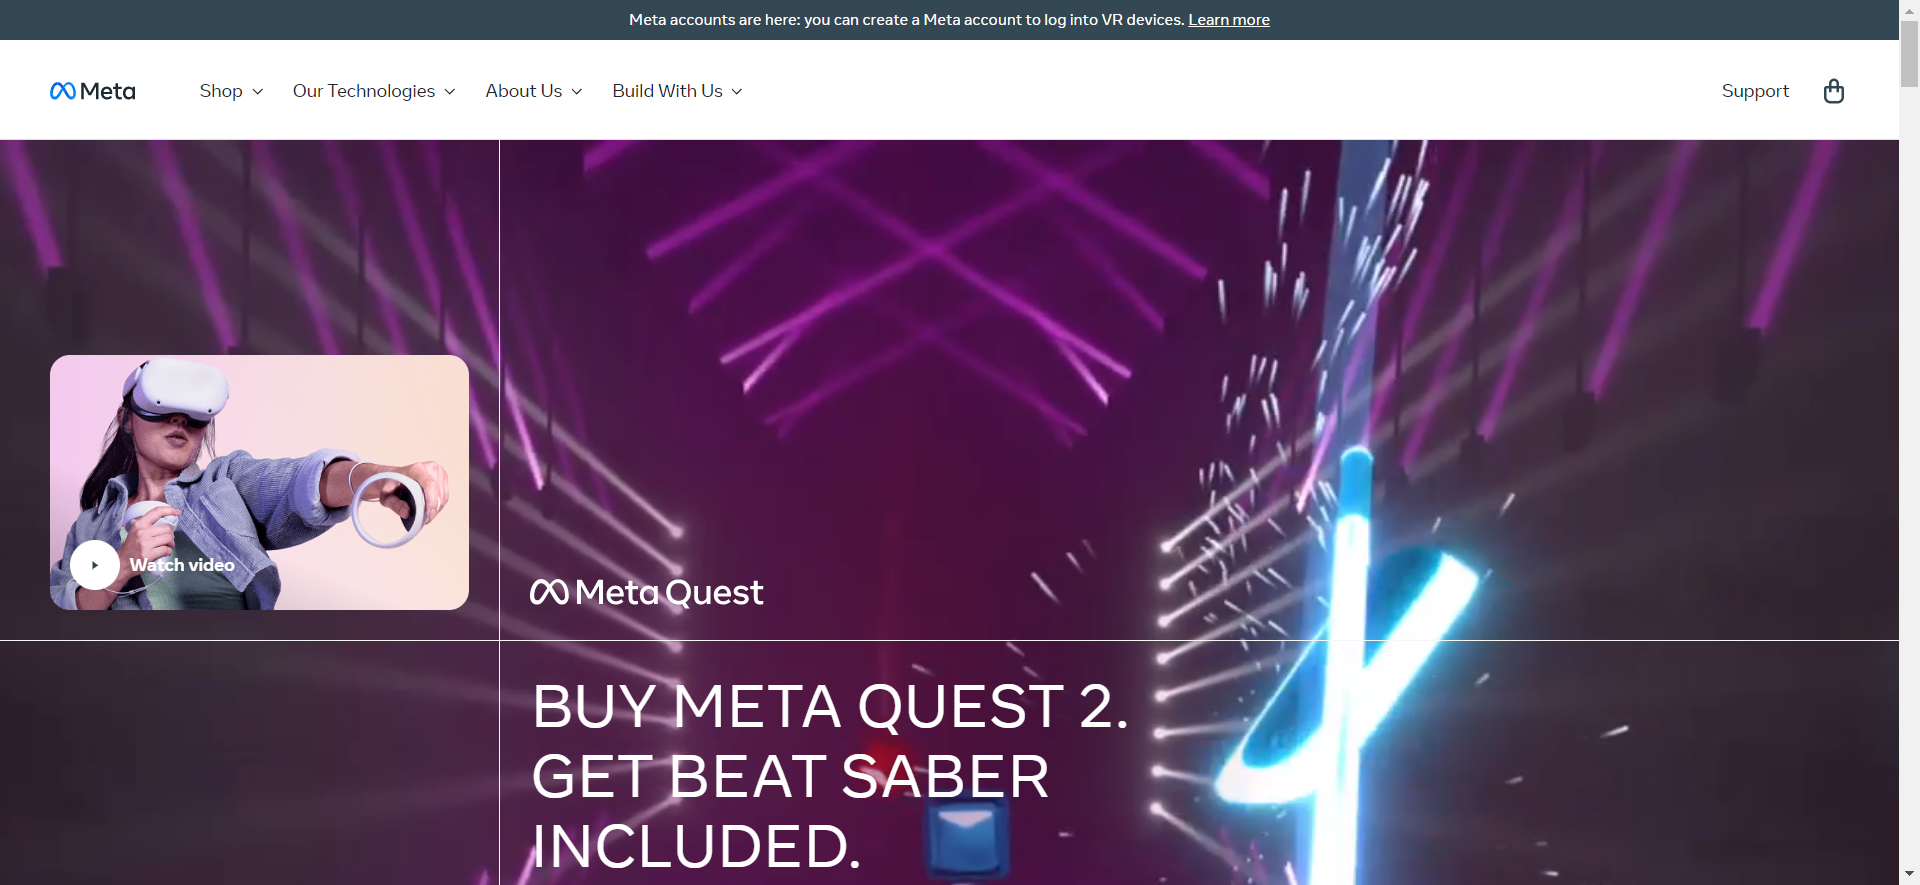 Meta accounts are here: you can create a Meta account to log into VR devices. Learn more
Meta
Shop
Our Technologies
About Us
Build With Us
Support
Watch video
Meta Quest
BUY META QUEST 2.
GET BEAT SABER
INCLUDED.